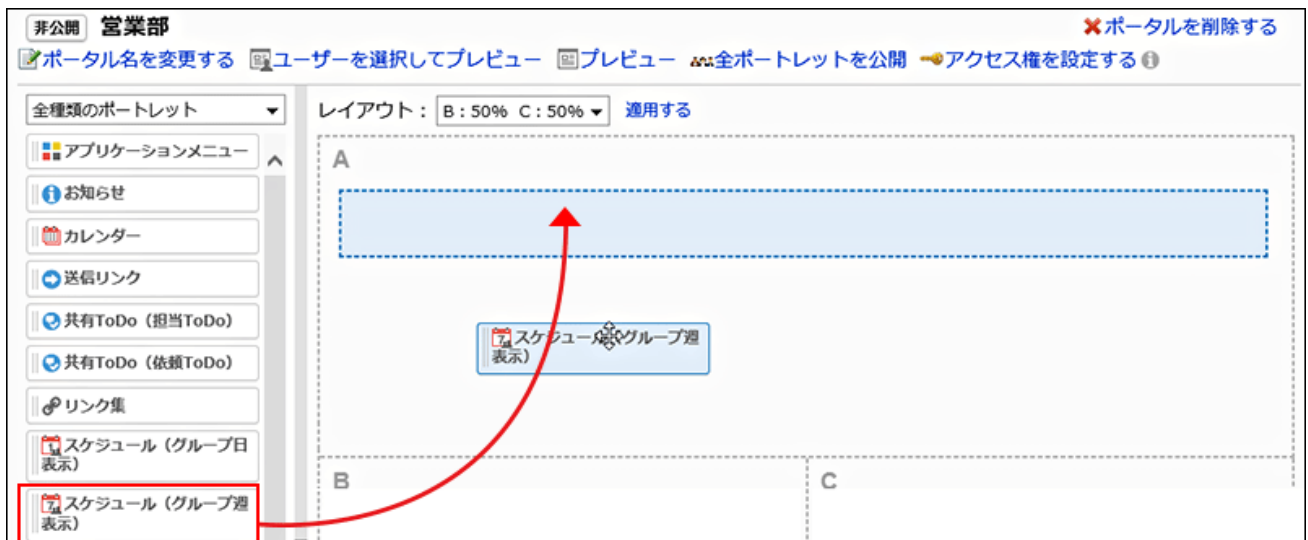 非公開 営業部 ポータルを削除する
ポータル名を変更する ユーザーを選択してプレビュー プレビュー 全ポートレットを公開 アクセス権を設定する
全種類のポートレット
レイアウト： B：50% C：50% 適用する
アプリケーションメニュー
お知らせ
カレンダー
送信リンク
共有ToDo（担当ToDo）
共有ToDo（依頼ToDo）
リンク集
スケジュール（グループ日
表示）
スケジュール（グループ週
表示）
A
スケジュール（グループ週
表示）
B
C